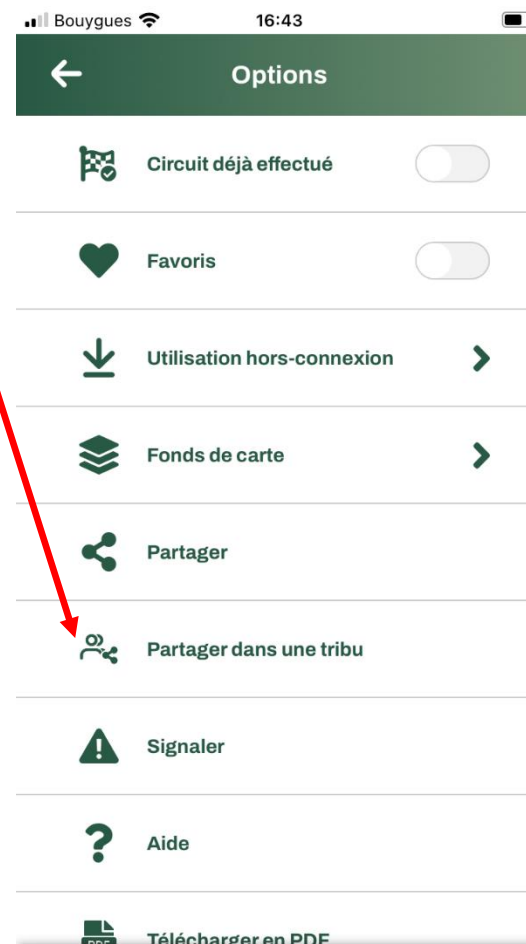 Bouygues 16:43
Options
Circuit déjà effectué
Favoris
Utilisation hors-connexion
Fonds de carte
Partager
Partager dans une tribu
Signaler
Aide
PDF Télécharger en PDF